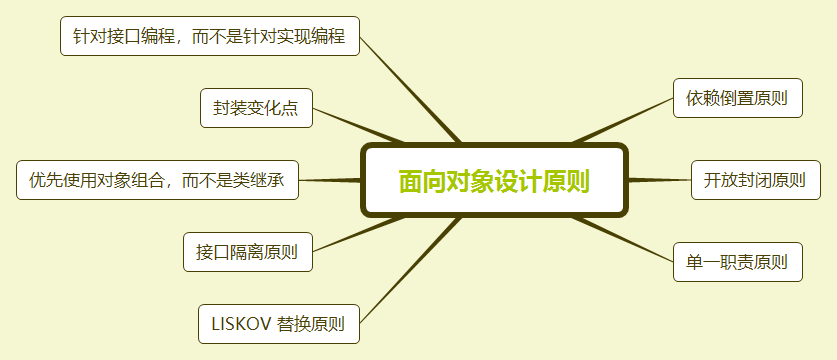 针对接口编程，而不是针对实现编程
封装变化点
优先使用对象组合，而不是类继承
接口隔离原则
LISKOV 替换原则
面向对象设计原则
依赖倒置原则
开放封闭原则
单一职责原则